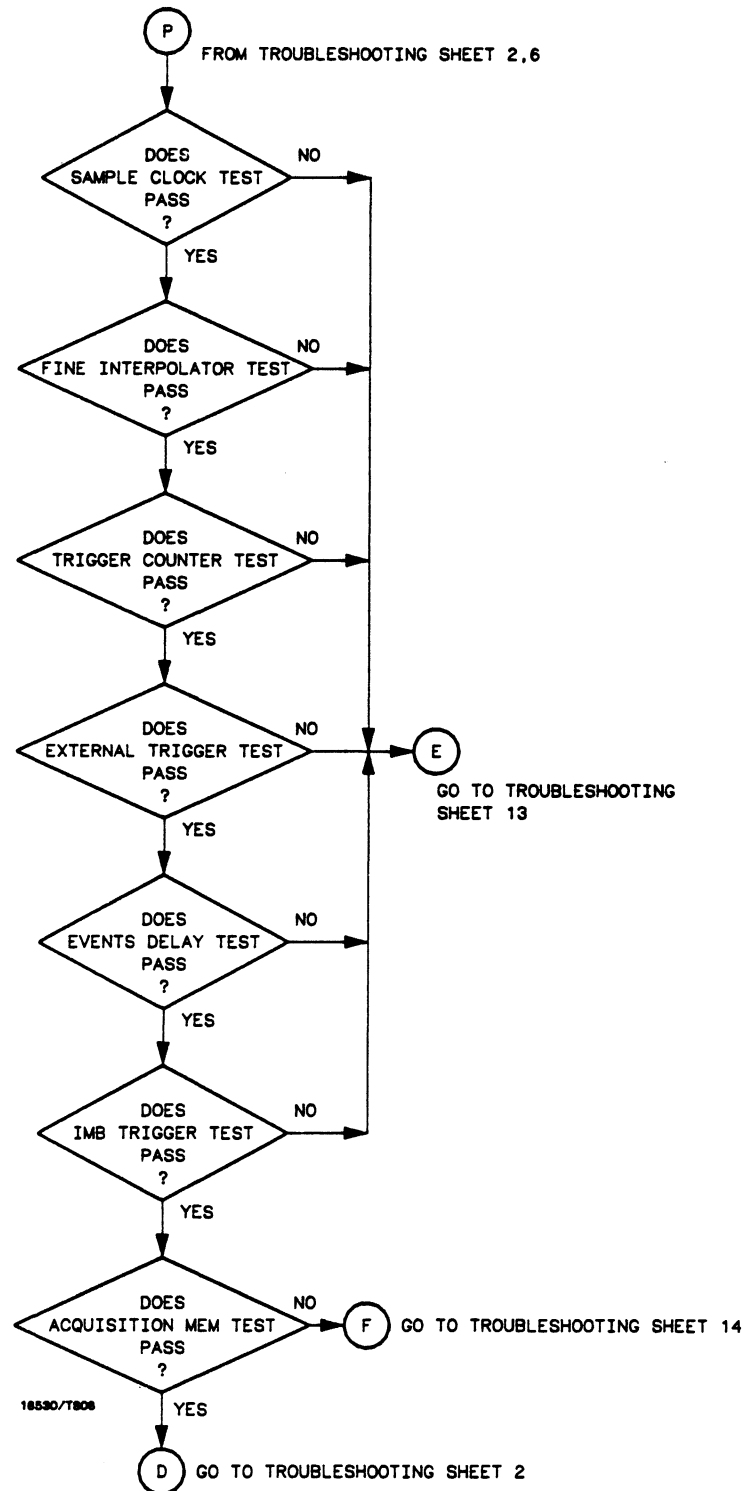 P
FROM TROUBLESHOOTING SHEET 2,6
DOES
SAMPLE CLOCK TEST
PASS
?
NO
YES
DOES
FINE INTERPOLATOR TEST
PASS
?
NO
YES
DOES
TRIGGER COUNTER TEST
PASS
?
NO
YES
DOES
EXTERNAL TRIGGER TEST
PASS
?
NO
E
GO TO TROUBLESHOOTING
SHEET 13
YES
DOES
EVENTS DELAY TEST
PASS
?
NO
YES
DOES
IMB TRIGGER TEST
PASS
?
NO
YES
DOES
ACQUISITION MEM TEST
PASS
?
NO
F
GO TO TROUBLESHOOTING SHEET 14
YES
D
GO TO TROUBLESHOOTING SHEET 2